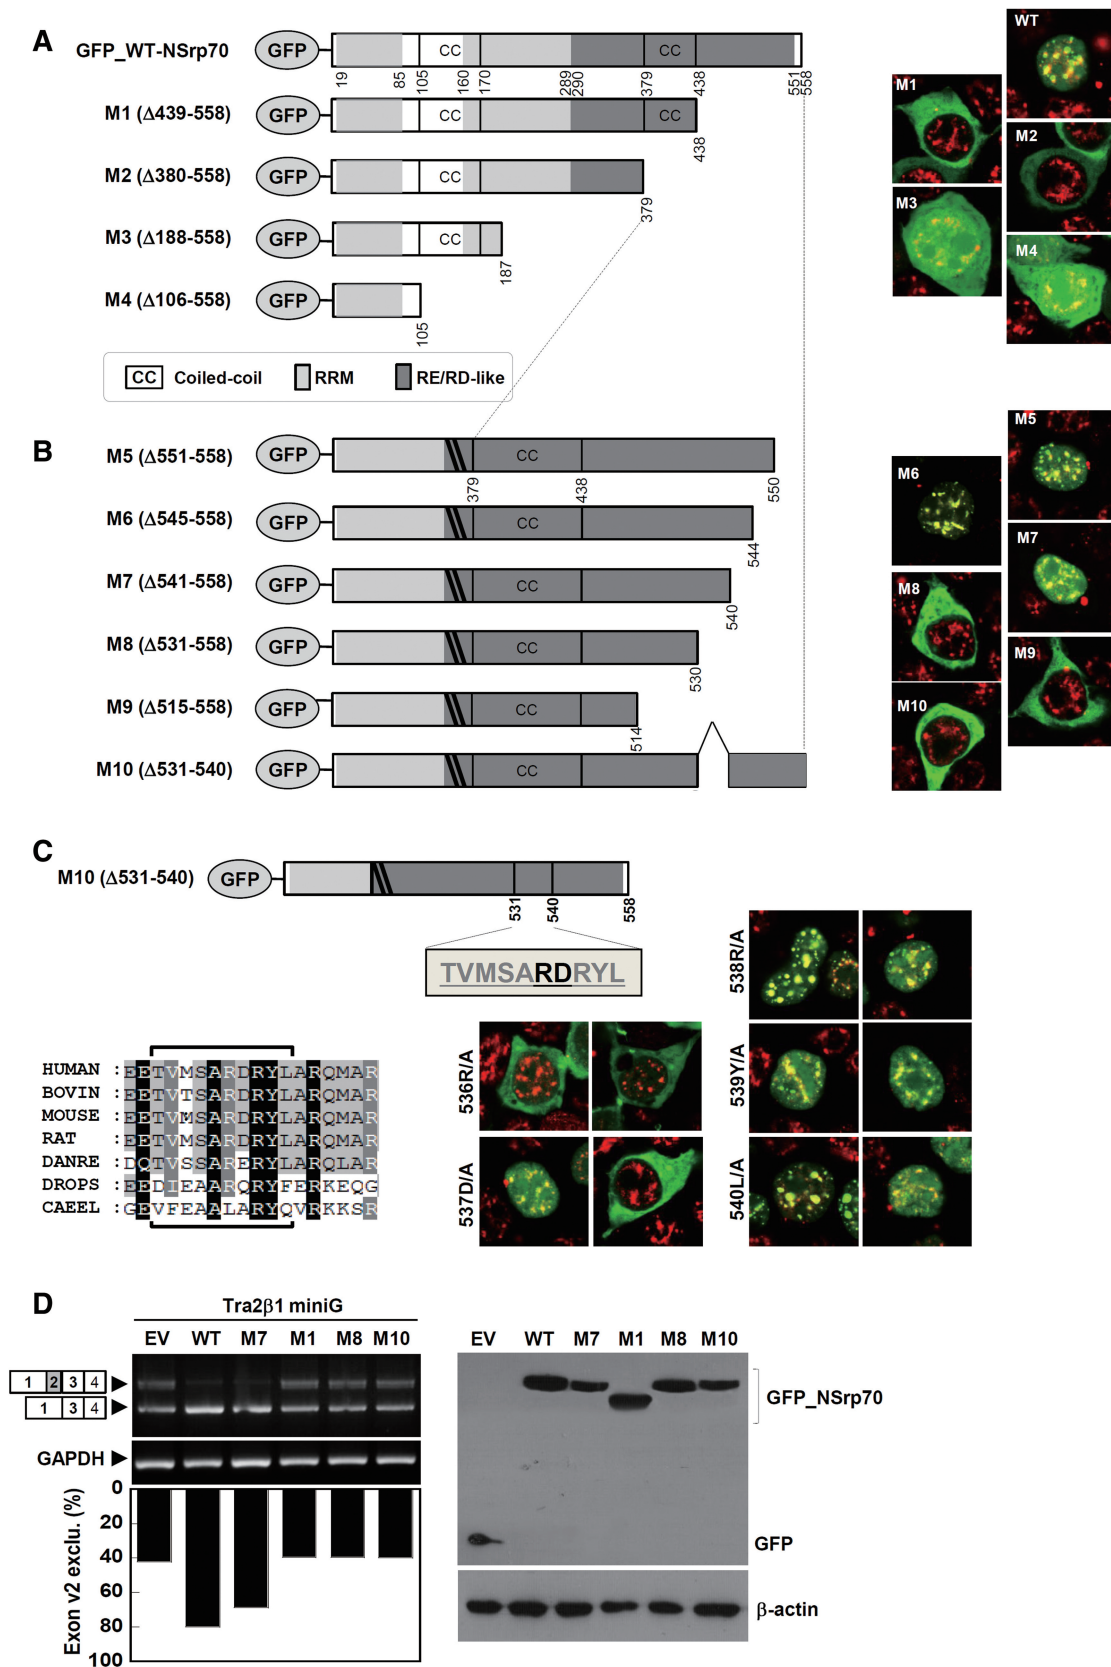 A
GFP_WT-NSrp70
GFP
CC
CC
19
85
105
160
170
289
290
379
438
551
558
M1 (Δ439-558)
GFP
CC
CC
438
M2 (Δ380-558)
GFP
CC
379
M3 (Δ188-558)
GFP
CC
187
M4 (Δ106-558)
GFP
105
CC Coiled-coil
RRM
RE/RD-like
WT
M1
M2
M3
M4
B
M5 (Δ551-558)
GFP
CC
379
438
550
M6 (Δ545-558)
GFP
CC
544
M7 (Δ541-558)
GFP
CC
540
M8 (Δ531-558)
GFP
CC
530
M9 (Δ515-558)
GFP
CC
514
M10 (Δ531-540)
GFP
CC
M5
M6
M7
M8
M9
M10
C
M10 (Δ531-540)
GFP
531
540
558
TVMSARDRYL
HUMAN : EETVMSARDRYLARQMAR
BOVIN : EETVTSARDRYLARQMAR
MOUSE : EETVMSARDRYLARQMAR
RAT : EETVMSARDRYLARQMAR
DANRE : DQTVSSARERYLARQLAR
DROPS : EEDIEAARQRYFERKEQG
CAEEL : GEVFEAALARYQVRKKSR
536R/A
537D/A
538R/A
539Y/A
540L/A
D
Tra2β1 miniG
EV WT M7 M1 M8 M10
1 2 3 4
1 3 4
GAPDH
Exon v2 exclu. (%)
0
20
40
60
80
100
EV WT M7 M1 M8 M10
GFP_NSrp70
GFP
β-actin